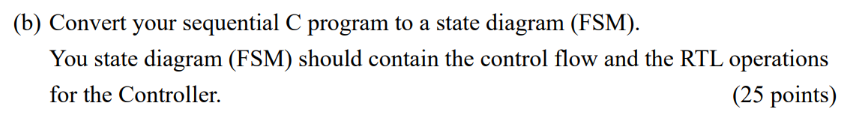 (b) Convert your sequential C program to a state diagram (FSM).
You state diagram (FSM) should contain the control flow and the RTL operations
for the Controller. (25 points)